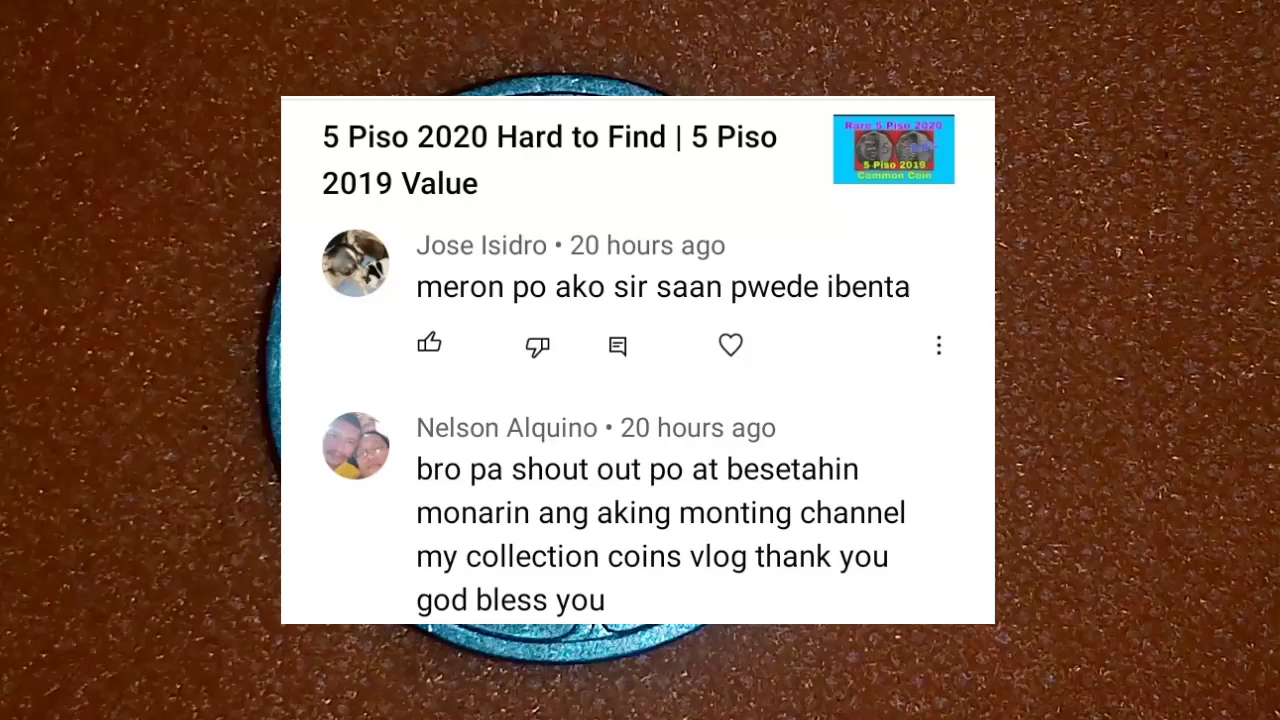 5 Piso 2020 Hard to Find | 5 Piso
2019 Value
Rare 5 Piso 2020
5 Piso 2019
Common Coin
Jose Isidro • 20 hours ago
meron po ako sir saan pwede ibenta
Nelson Alquino • 20 hours ago
bro pa shout out po at besetahin
monarin ang aking monting channel
my collection coins vlog thank you
god bless you